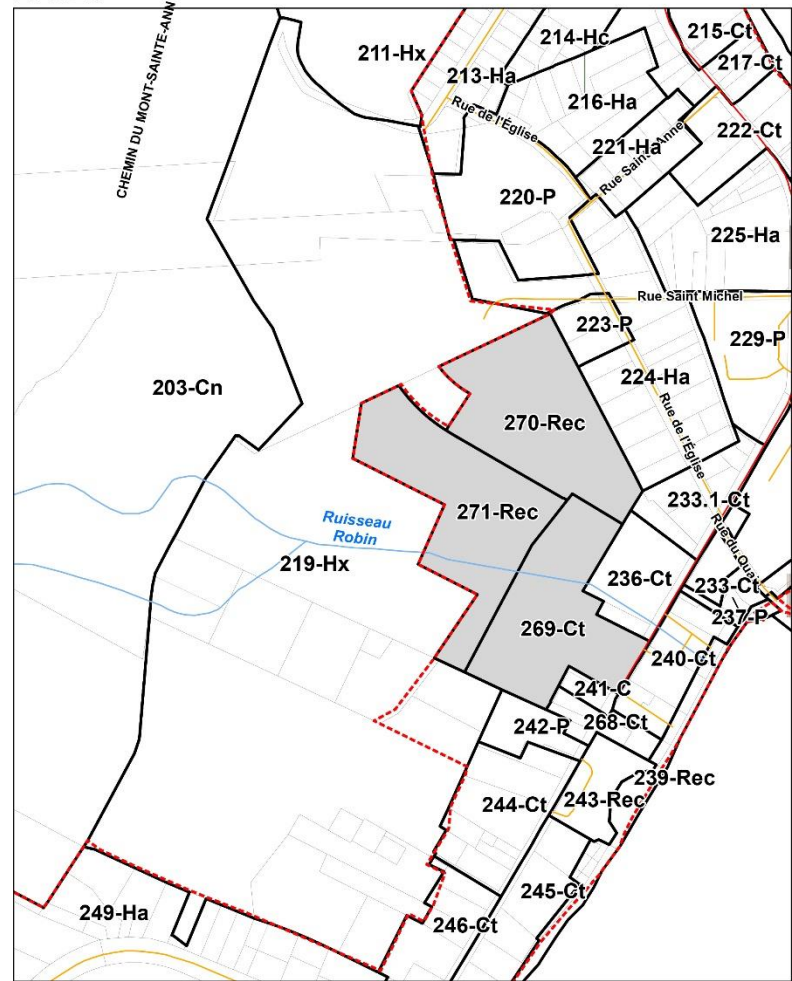 CHEMIN DU MONT-SAINTE-ANN
211-Hx
213-Ha
214-Hc
215-Ct
217-Ct
216-Ha
222-Ct
Rue de l'Église
221-Ha
Rue Sainte-Anne
220-P
225-Ha
Rue Saint Michel
223-P
229-P
224-Ha
203-Cn
270-Rec
Rue de l'Église
271-Rec
233.1-Ct
Ruisseau
Robin
219-Hx
Rue du Quai
236-Ct
233-Ct
237-P
269-Ct
240-Ct
241-C
242-P
268-Ct
239-Rec
243-Rec
244-Ct
245-Ct
249-Ha
246-Ct